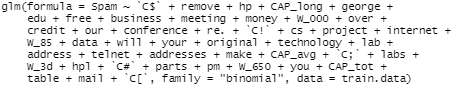 glm(formula = Spam ~ `C$` + remove + hp + CAP_long + george +
edu + free + business + meeting + money + W_000 + over +
credit + our + conference + re. + `C!` + cs + project + internet +
W_85 + data + will + your + original + technology + lab +
address + telnet + addresses + make + CAP_avg + `C;` + labs +
W_3d + hpl + `C#` + parts + pm + W_650 + you + CAP_tot +
table + mail + `C[`, family = "binomial", data = train.data)